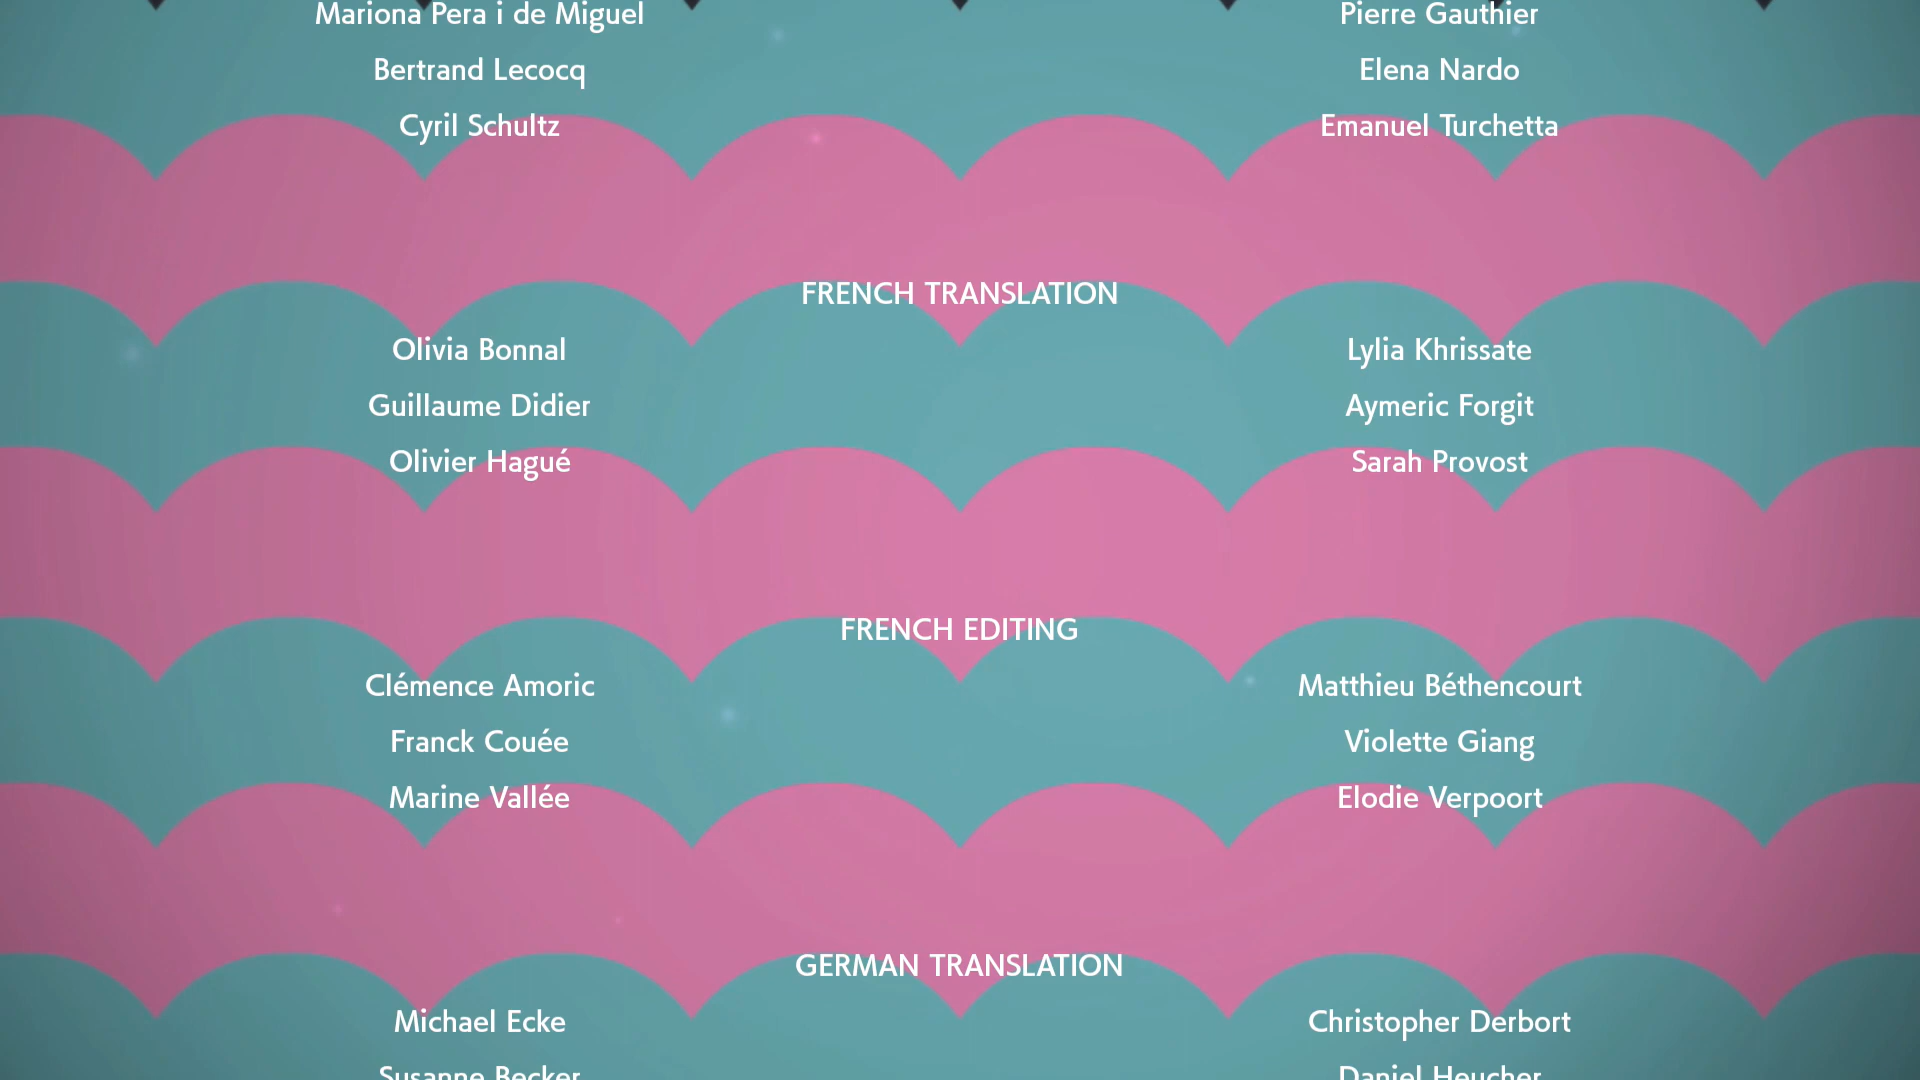 Mariona Pera i de Miguel Pierre Gauthier
Bertrand Lecocq Elena Nardo
Cyril Schultz Emanuel Turchetta
FRENCH TRANSLATION
Olivia Bonnal Lylia Khrissate
Guillaume Didier Aymeric Forgit
Olivier Hagué Sarah Provost
FRENCH EDITING
Clémence Amoric Matthieu Béthencourt
Franck Couée Violette Giang
Marine Vallée Elodie Verpoort
GERMAN TRANSLATION
Michael Ecke Christopher Derbort
Susanne Becker Daniel Heucher